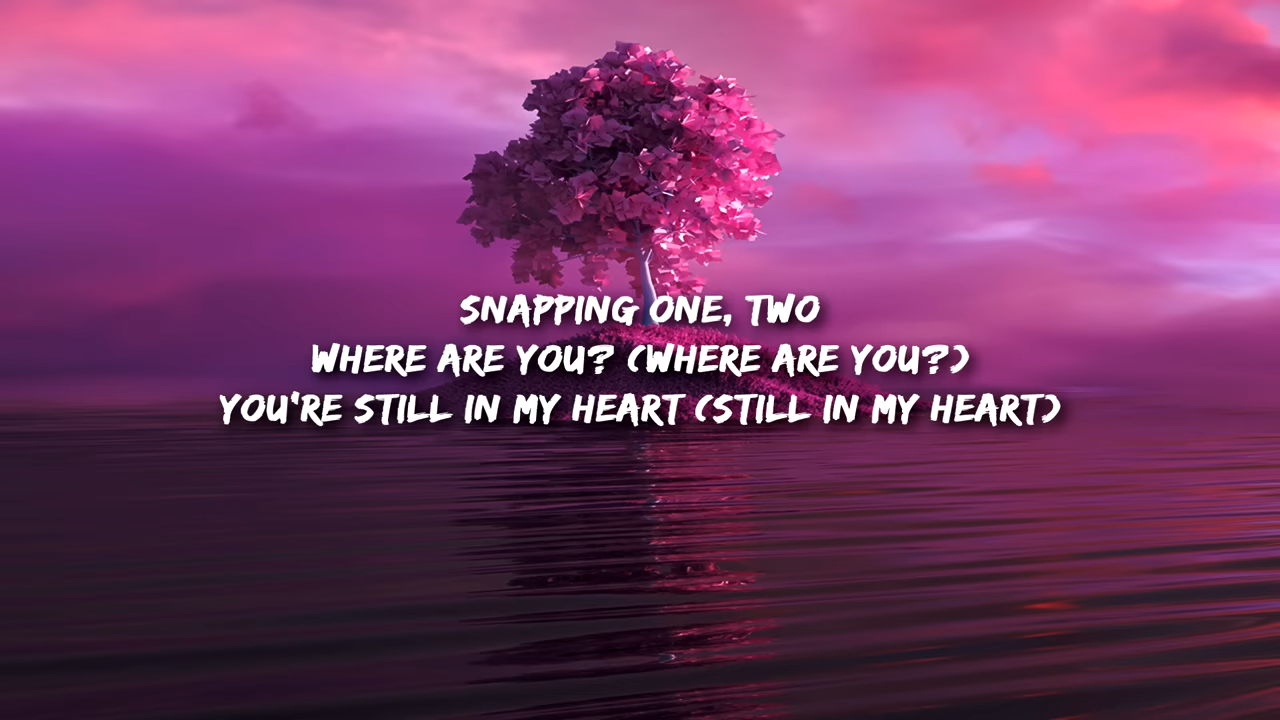 SNAPPING ONE, TWO
WHERE ARE YOU? (WHERE ARE YOU?)
YOU'RE STILL IN MY HEART (STILL IN MY HEART)